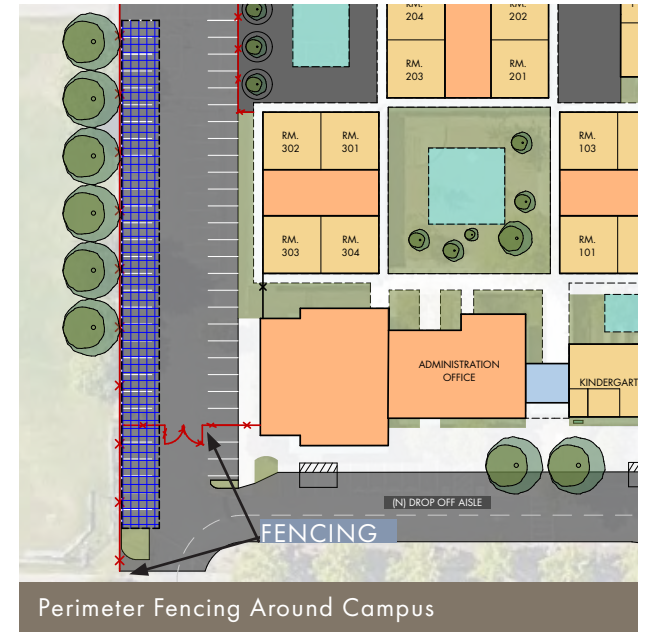 RM.
204
RM.
202
RM.
203
RM.
201
RM.
302
RM.
301
RM.
103
RM.
303
RM.
304
RM.
101
ADMINISTRATION
OFFICE
KINDERGART
(N) DROP OFF AISLE
FENCING
Perimeter Fencing Around Campus